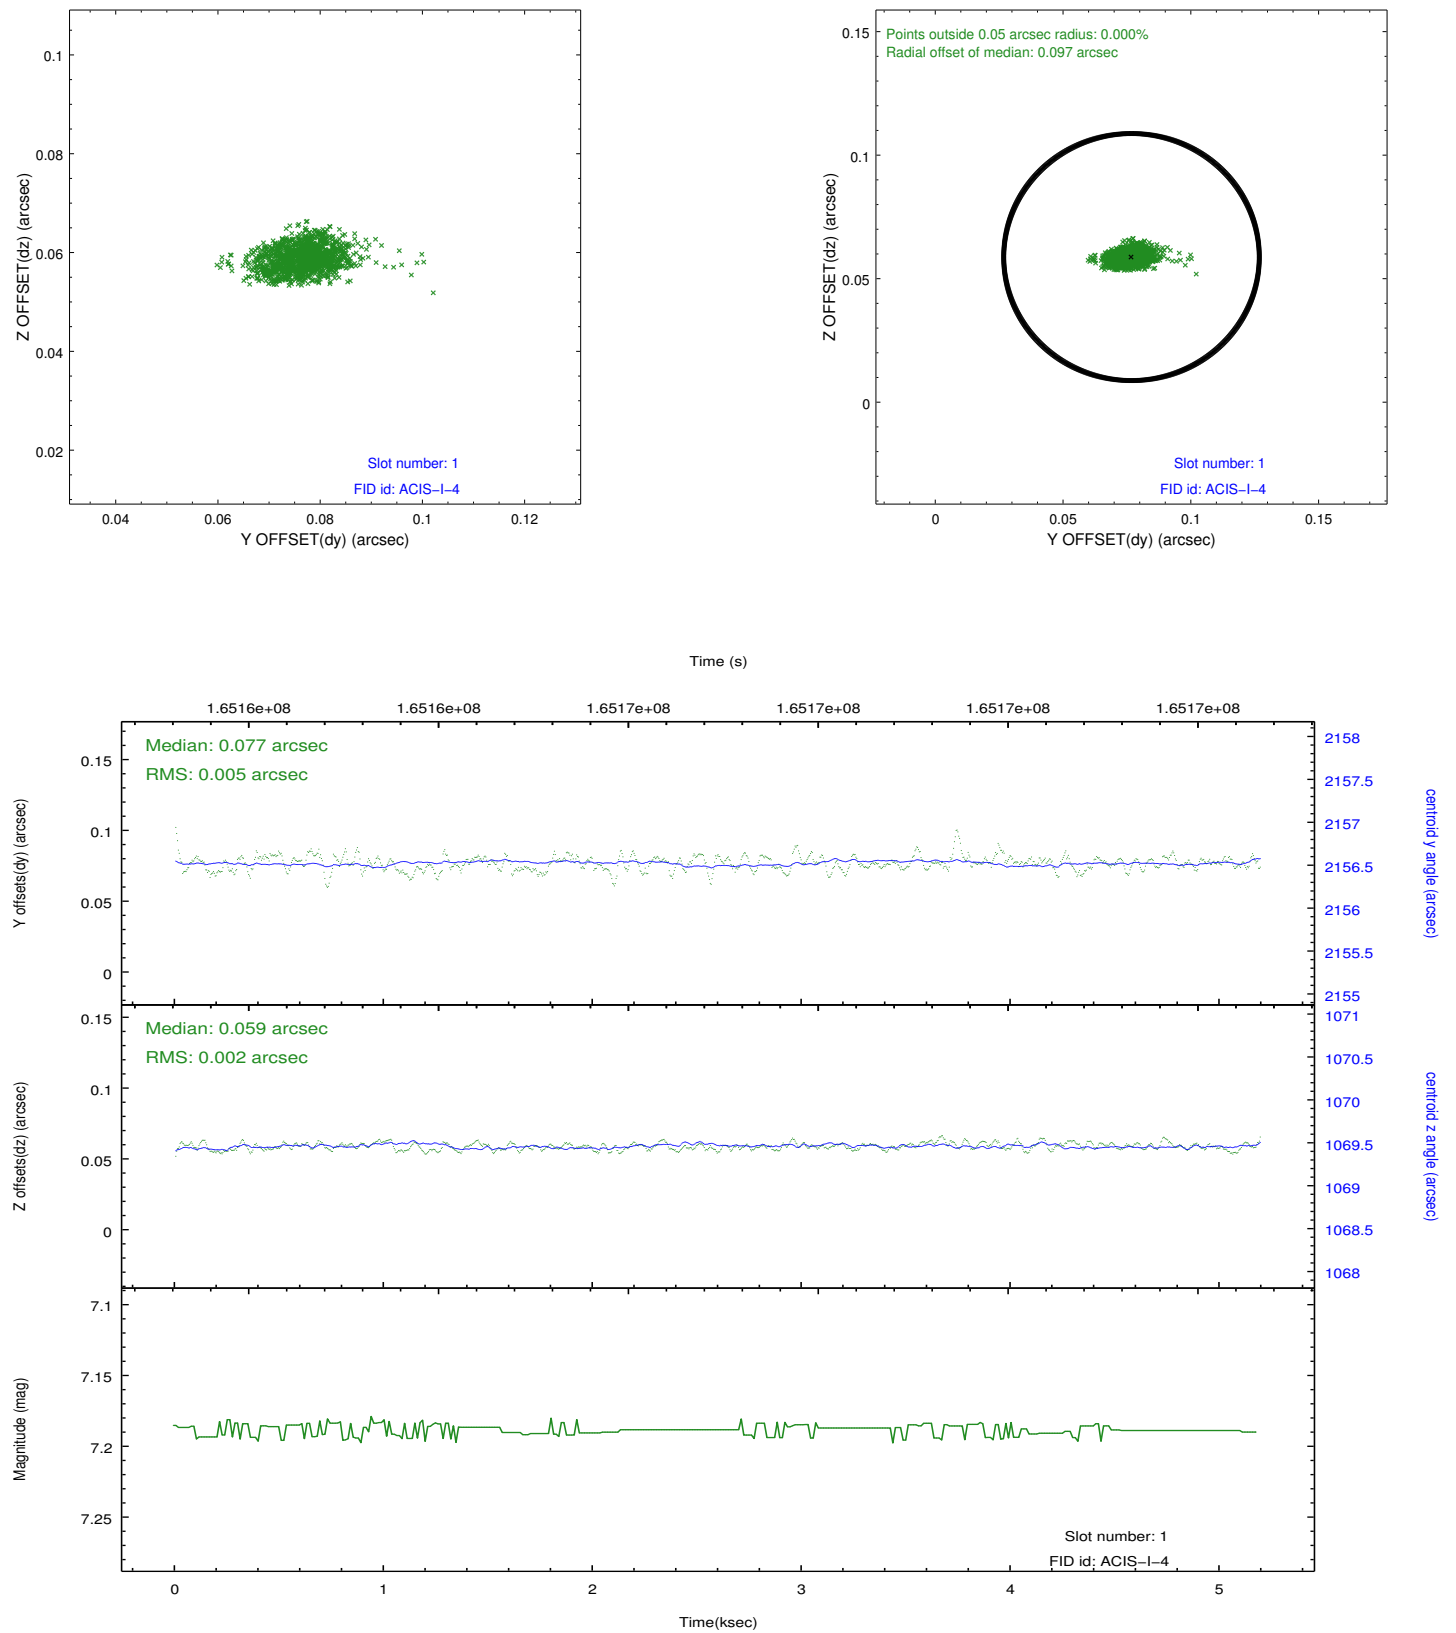 0.1
0.08
0.06
0.04
0.02
Z OFFSET(dz) (arcsec)
Slot number: 1
FID id: ACIS−I−4
0.04 0.06 0.08 0.1 0.12
Y OFFSET(dy) (arcsec)
Points outside 0.05 arcsec radius: 0.000%
Radial offset of median: 0.097 arcsec
0.15
0.1
0.05
0
Z OFFSET(dz) (arcsec)
Slot number: 1
FID id: ACIS−I−4
0 0.05 0.1 0.15
Y OFFSET(dy) (arcsec)
Time (s)
1.6516e+08 1.6516e+08 1.6517e+08 1.6517e+08 1.6517e+08 1.6517e+08
Median: 0.077 arcsec
RMS: 0.005 arcsec
0.15
0.1
0.05
0
Y offsets(dy) (arcsec)
2158
2157.5
2157
2156.5
2156
2155.5
2155
centroid y angle (arcsec)
Median: 0.059 arcsec
RMS: 0.002 arcsec
0.15
0.1
0.05
0
Z offsets(dz) (arcsec)
1071
1070.5
1070
1069.5
1069
1068.5
1068
centroid z angle (arcsec)
7.1
7.15
7.2
7.25
Magnitude (mag)
Slot number: 1
FID id: ACIS−I−4
0 1 2 3 4 5
Time(ksec)